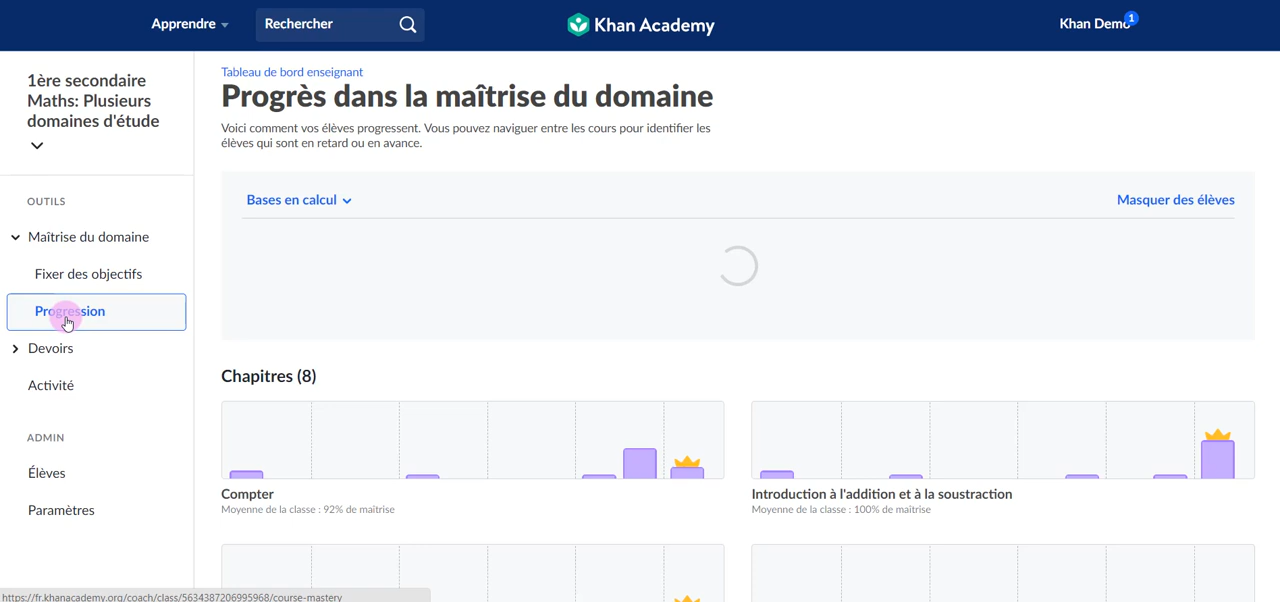 Apprendre
Rechercher
Khan Academy
Khan Demo
1
1ère secondaire
Maths: Plusieurs
domaines d'étude
OUTILS
Maîtrise du domaine
Fixer des objectifs
Progression
Devoirs
Activité
ADMIN
Élèves
Paramètres
Tableau de bord enseignant
Progrès dans la maîtrise du domaine
Voici comment vos élèves progressent. Vous pouvez naviguer entre les cours pour identifier les
élèves qui sont en retard ou en avance.
Bases en calcul
Masquer des élèves
Chapitres (8)
Compter
Moyenne de la classe : 92% de maîtrise
Introduction à l'addition et à la soustraction
Moyenne de la classe : 100% de maîtrise
https://fr.khanacademy.org/coach/class/5634387206995968/course-mastery